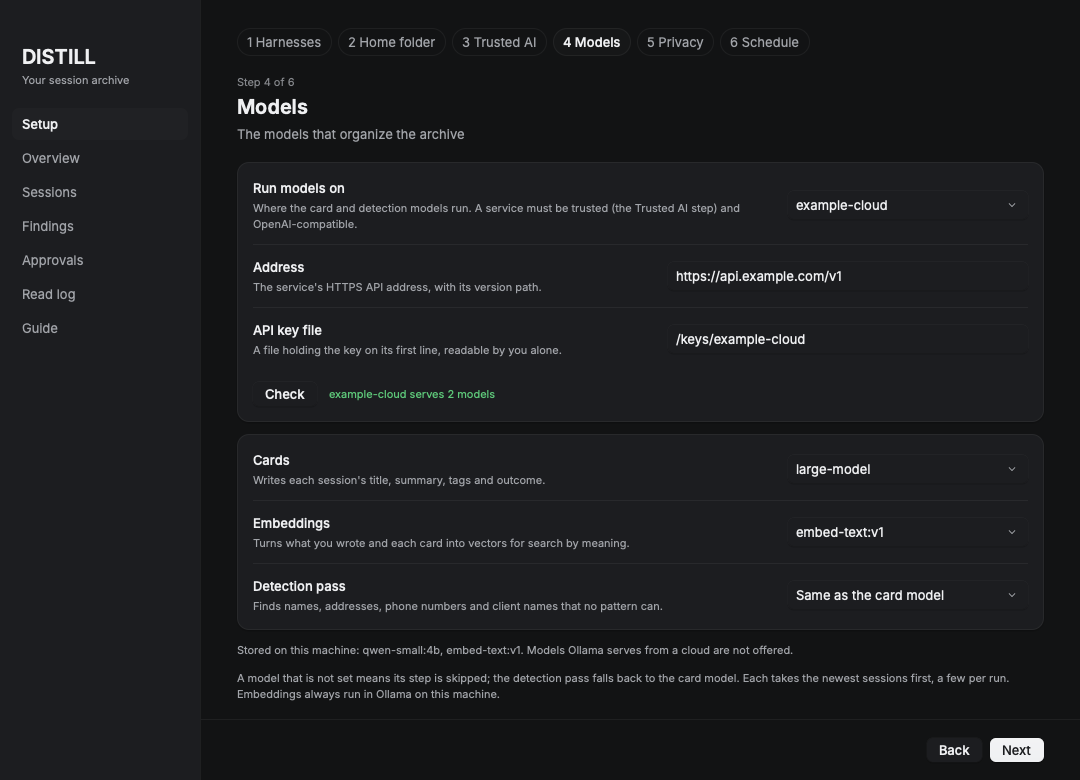 DISTILL
Your session archive
Setup
Overview
Sessions
Findings
Approvals
Read log
Guide
1 Harnesses
2 Home folder
3 Trusted AI
4 Models
5 Privacy
6 Schedule
Step 4 of 6
Models
The models that organize the archive
Run models on
Where the card and detection models run. A service must be trusted (the Trusted AI step) and
OpenAI-compatible.
example-cloud
Address
The service's HTTPS API address, with its version path.
https://api.example.com/v1
API key file
A file holding the key on its first line, readable by you alone.
/keys/example-cloud
Check
example-cloud serves 2 models
Cards
Writes each session's title, summary, tags and outcome.
large-model
Embeddings
Turns what you wrote and each card into vectors for search by meaning.
embed-text:v1
Detection pass
Finds names, addresses, phone numbers and client names that no pattern can.
Same as the card model
Stored on this machine: qwen-small:4b, embed-text:v1. Models Ollama serves from a cloud are not offered.
A model that is not set means its step is skipped; the detection pass falls back to the card model. Each takes the newest sessions first, a few per run.
Embeddings always run in Ollama on this machine.
Back
Next